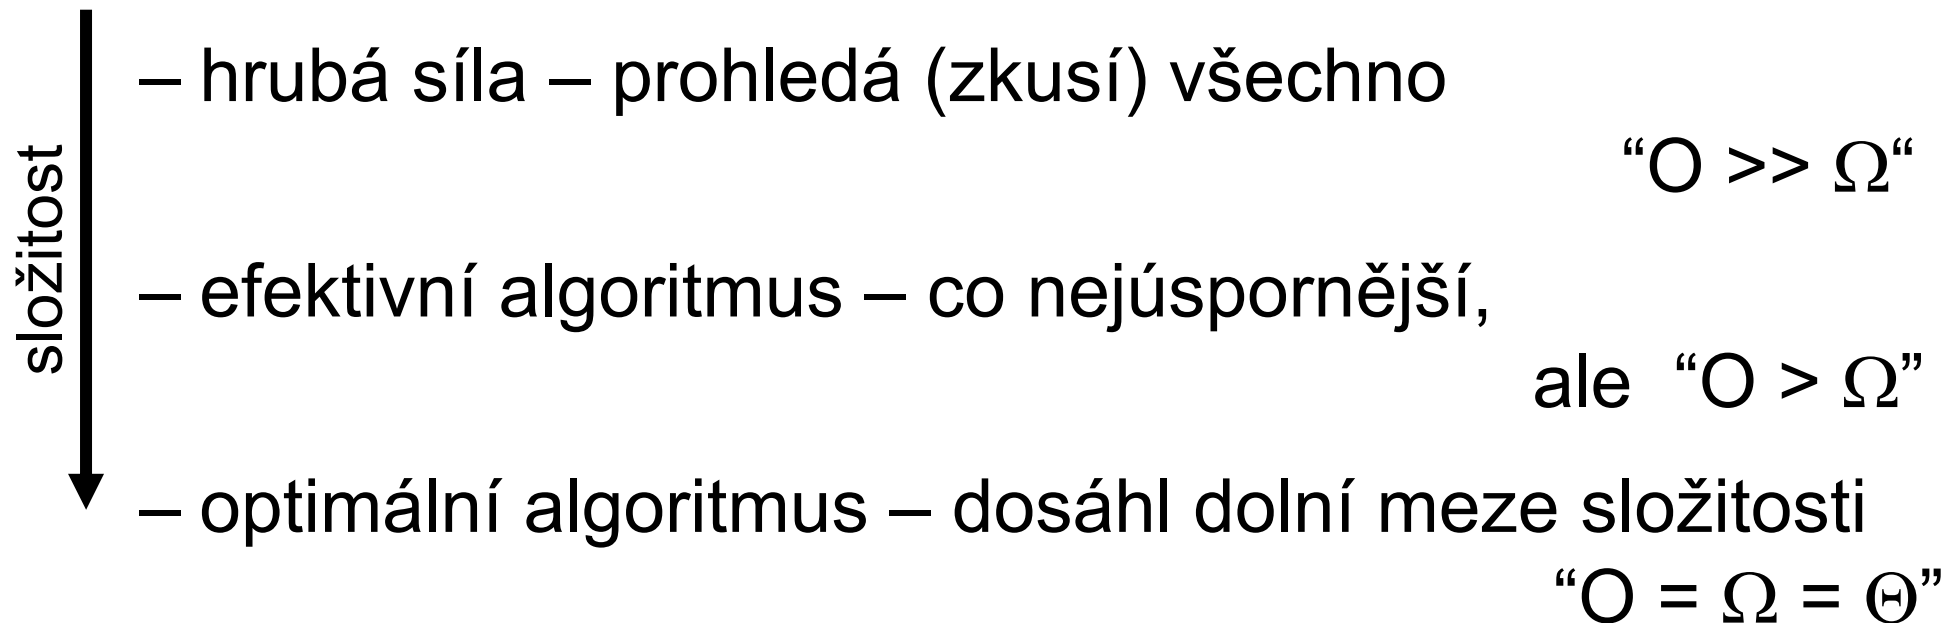 složitost
– hrubá síla – prohledá (zkusí) všechno
“O >> Ω“
– efektivní algoritmus – co nejúspornější,
ale “O > Ω”
– optimální algoritmus – dosáhl dolní meze složitosti
“O = Ω = Θ”